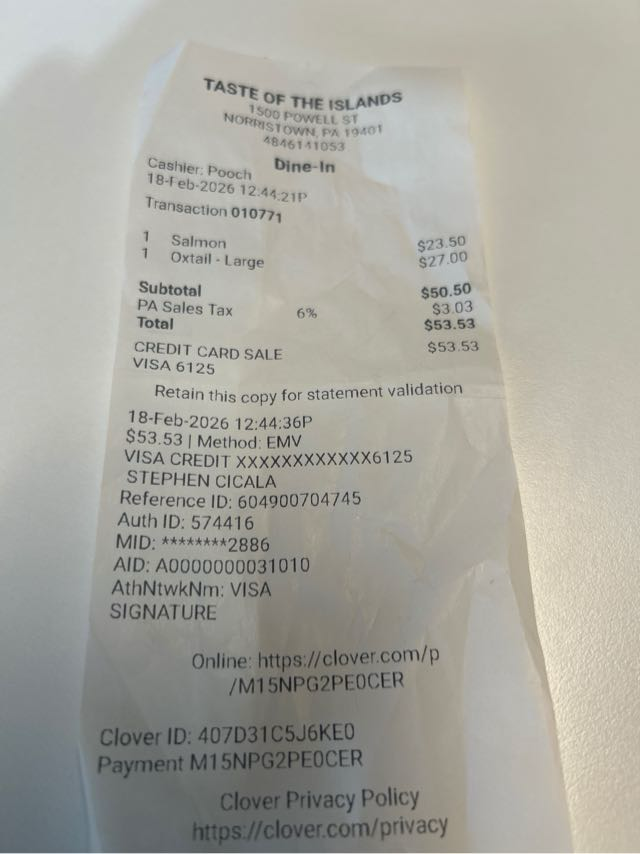 TASTE OF THE ISLANDS
1500 POWELL ST
NORRISTOWN, PA 19401
4846141053
Dine-In
Cashier: Pooch
18-Feb-2026 12:44:21P
Transaction 010771
1 Salmon $23.50
1 Oxtail - Large $27.00
Subtotal $50.50
PA Sales Tax 6% $3.03
Total $53.53
CREDIT CARD SALE $53.53
VISA 6125
Retain this copy for statement validation
18-Feb-2026 12:44:36P
$53.53 | Method: EMV
VISA CREDIT XXXXXXXXXXXX6125
STEPHEN CICALA
Reference ID: 604900704745
Auth ID: 574416
MID: ********2886
AID: A0000000031010
AthNtwkNm: VISA
SIGNATURE
Online: https://clover.com/p
/M15NPG2PE0CER
Clover ID: 407D31C5J6KE0
Payment M15NPG2PE0CER
Clover Privacy Policy
https://clover.com/privacy